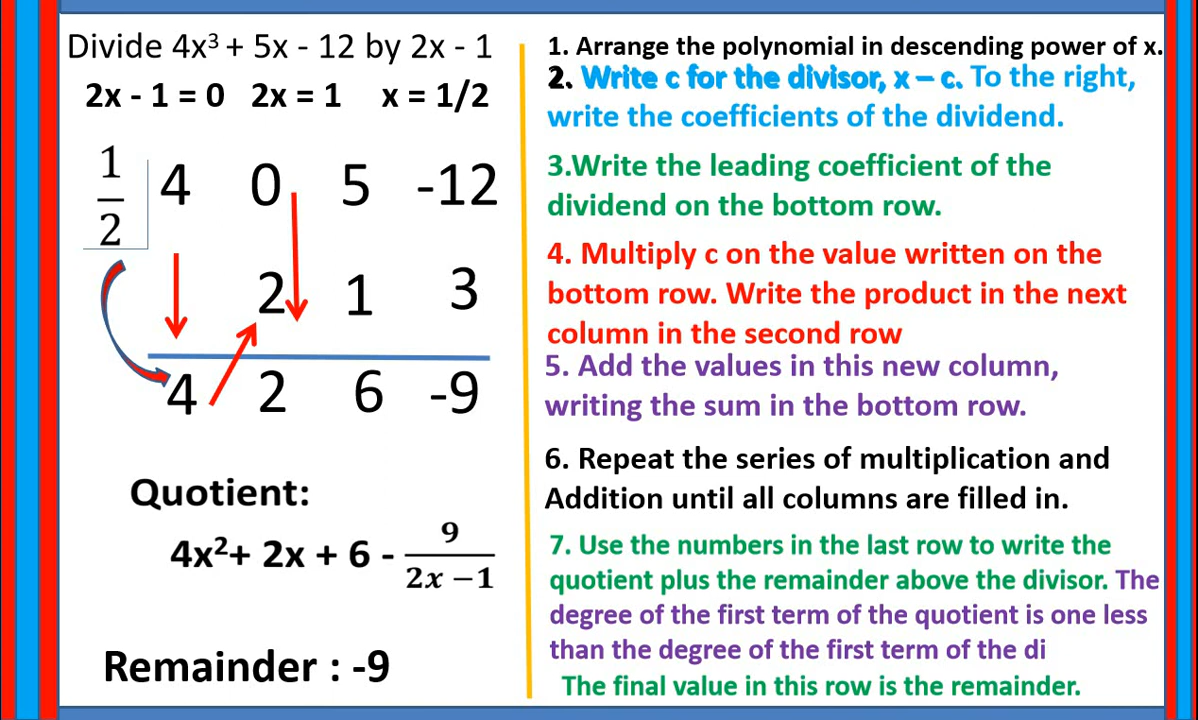 Divide 4x³ + 5x - 12 by 2x - 1
2x - 1 = 0 2x = 1 x = 1/2
1/2 4 0 5 -12
2 1 3
4 2 6 -9
Quotient:
4x²+ 2x + 6 - 9/(2x − 1)
Remainder : -9
1. Arrange the polynomial in descending power of x.
2. Write c for the divisor, x – c. To the right,
write the coefficients of the dividend.
3.Write the leading coefficient of the
dividend on the bottom row.
4. Multiply c on the value written on the
bottom row. Write the product in the next
column in the second row
5. Add the values in this new column,
writing the sum in the bottom row.
6. Repeat the series of multiplication and
Addition until all columns are filled in.
7. Use the numbers in the last row to write the
quotient plus the remainder above the divisor. The
degree of the first term of the quotient is one less
than the degree of the first term of the di
The final value in this row is the remainder.